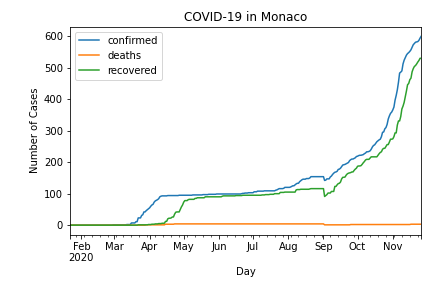 COVID-19 in Monaco
confirmed
deaths
recovered
Number of Cases
600
500
400
300
200
100
0
Feb Mar Apr May Jun Jul Aug Sep Oct Nov
2020
Day